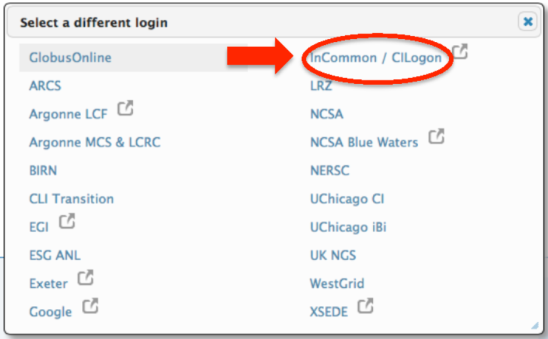 Select a different login
GlobusOnline
ARCS
Argonne LCF
Argonne MCS & LCRC
BIRN
CLI Transition
EGI
ESG ANL
Exeter
Google
InCommon / CILogon
LRZ
NCSA
NCSA Blue Waters
NERSC
UChicago CI
UChicago iBi
UK NGS
WestGrid
XSEDE